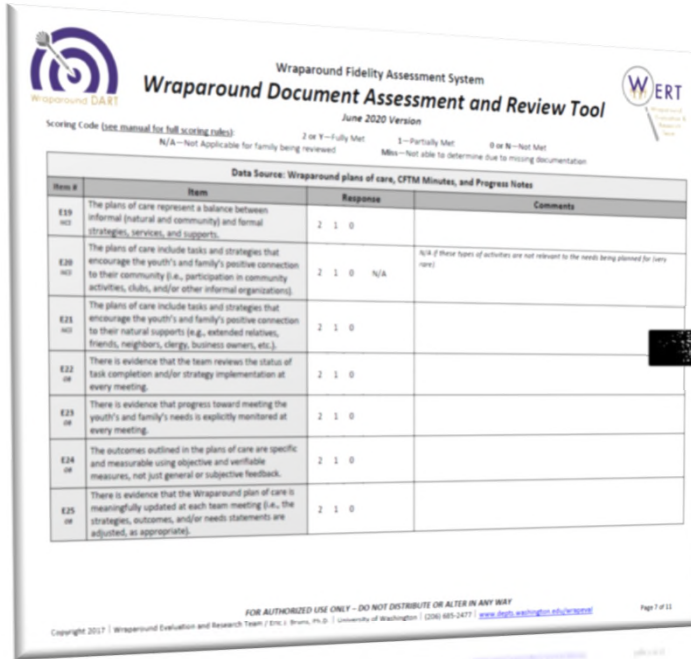 Wraparound DART
Wraparound Fidelity Assessment System
Wraparound Document Assessment and Review Tool
June 2020 Version
WERT
Wraparound
Evaluation &
Research
Team
Scoring Code (see manual for full scoring rules):
2 or Y—Fully Met 1—Partially Met 0 or N—Not Met
N/A—Not Applicable for family being reviewed Miss—Not able to determine due to missing documentation
Data Source: Wraparound plans of care, CFTM Minutes, and Progress Notes
Item # Item Response Comments
E19
The plans of care represent a balance between
informal (natural and community) and formal
strategies, services, and supports.
2 1 0
E20
The plans of care include tasks and strategies that
encourage the youth's and family's positive connection
to their community (i.e., participation in community
activities, clubs, and/or other informal organizations).
2 1 0 N/A
N/A if these types of activities are not relevant to the needs being planned for (very
rare)
E21
The plans of care include tasks and strategies that
encourage the youth's and family's positive connection
to their natural supports (e.g., extended relatives,
friends, neighbors, clergy, business owners, etc.).
2 1 0
E22
OB
There is evidence that the team reviews the status of
task completion and/or strategy implementation at
every meeting.
2 1 0
E23
OB
There is evidence that progress toward meeting the
youth's and family's needs is explicitly monitored at
every meeting.
2 1 0
E24
OB
The outcomes outlined in the plans of care are specific
and measurable using objective and verifiable
measures, not just general or subjective feedback.
2 1 0
E25
OB
There is evidence that the Wraparound plan of care is
meaningfully updated at each team meeting (i.e., the
strategies, outcomes, and/or needs statements are
adjusted, as appropriate).
2 1 0
FOR AUTHORIZED USE ONLY – DO NOT DISTRIBUTE OR ALTER IN ANY WAY
Copyright 2017 | Wraparound Evaluation and Research Team / Eric J. Bruns, Ph.D. | University of Washington | (206) 685-2477 | www.depts.washington.edu/wrapeval
Page 7 of 11